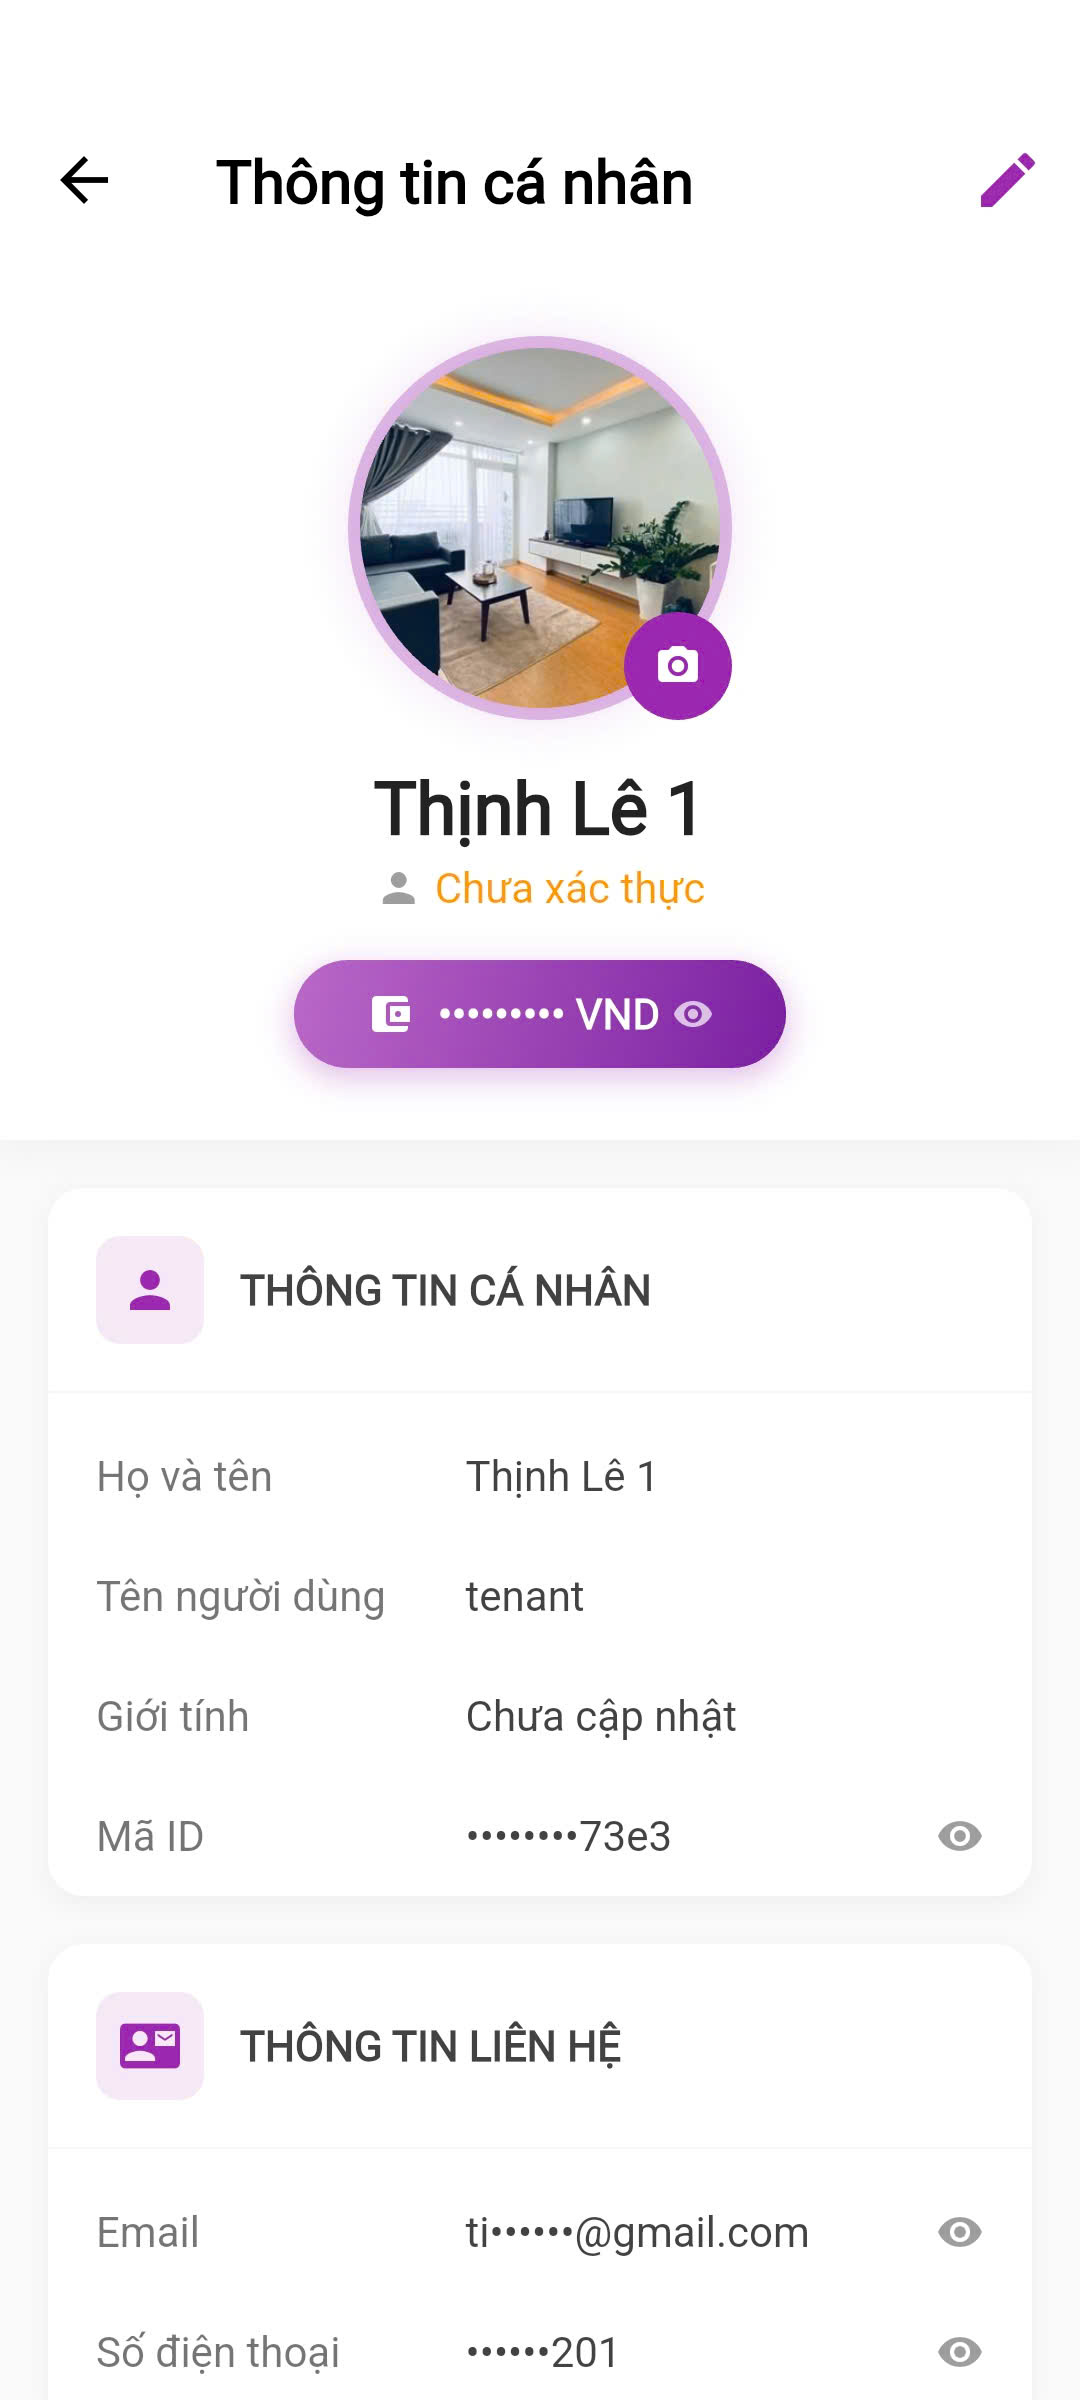 Thông tin cá nhân
Thịnh Lê 1
Chưa xác thực
••••••••• VND
THÔNG TIN CÁ NHÂN
Họ và tên Thịnh Lê 1
Tên người dùng tenant
Giới tính Chưa cập nhật
Mã ID ••••••••73e3
THÔNG TIN LIÊN HỆ
Email ti••••••@gmail.com
Số điện thoại ••••••201